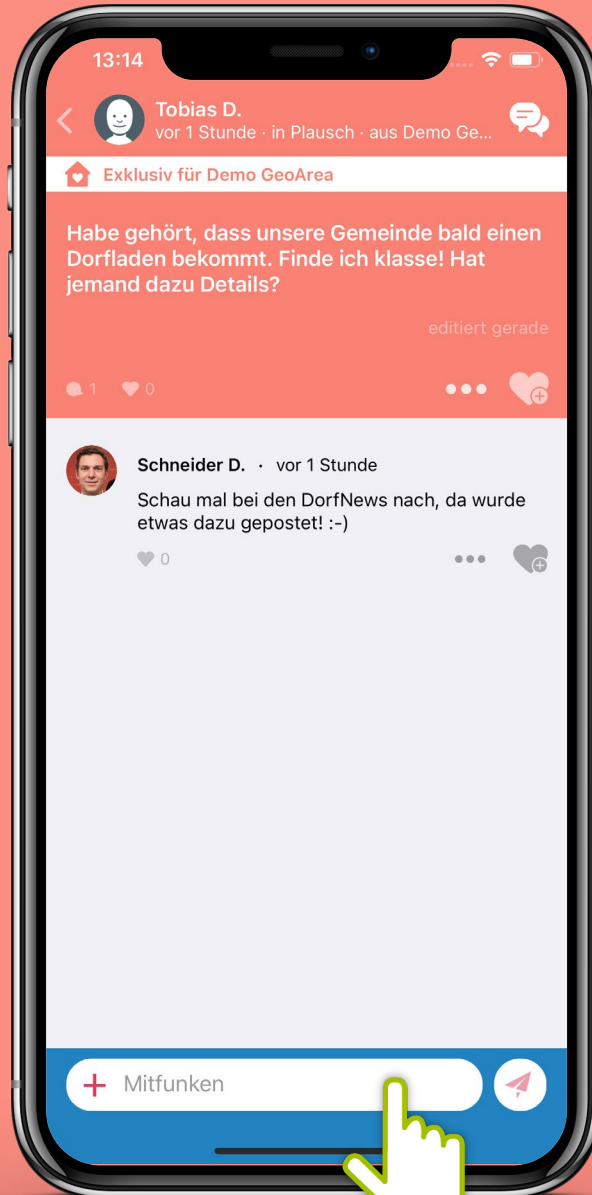 13:14
Tobias D.
vor 1 Stunde · in Plausch · aus Demo Ge...
Exklusiv für Demo GeoArea
Habe gehört, dass unsere Gemeinde bald einen
Dorfladen bekommt. Finde ich klasse! Hat
jemand dazu Details?
editiert gerade
1 0
Schneider D. · vor 1 Stunde
Schau mal bei den DorfNews nach, da wurde
etwas dazu gepostet! :-)
0
Mitfunken